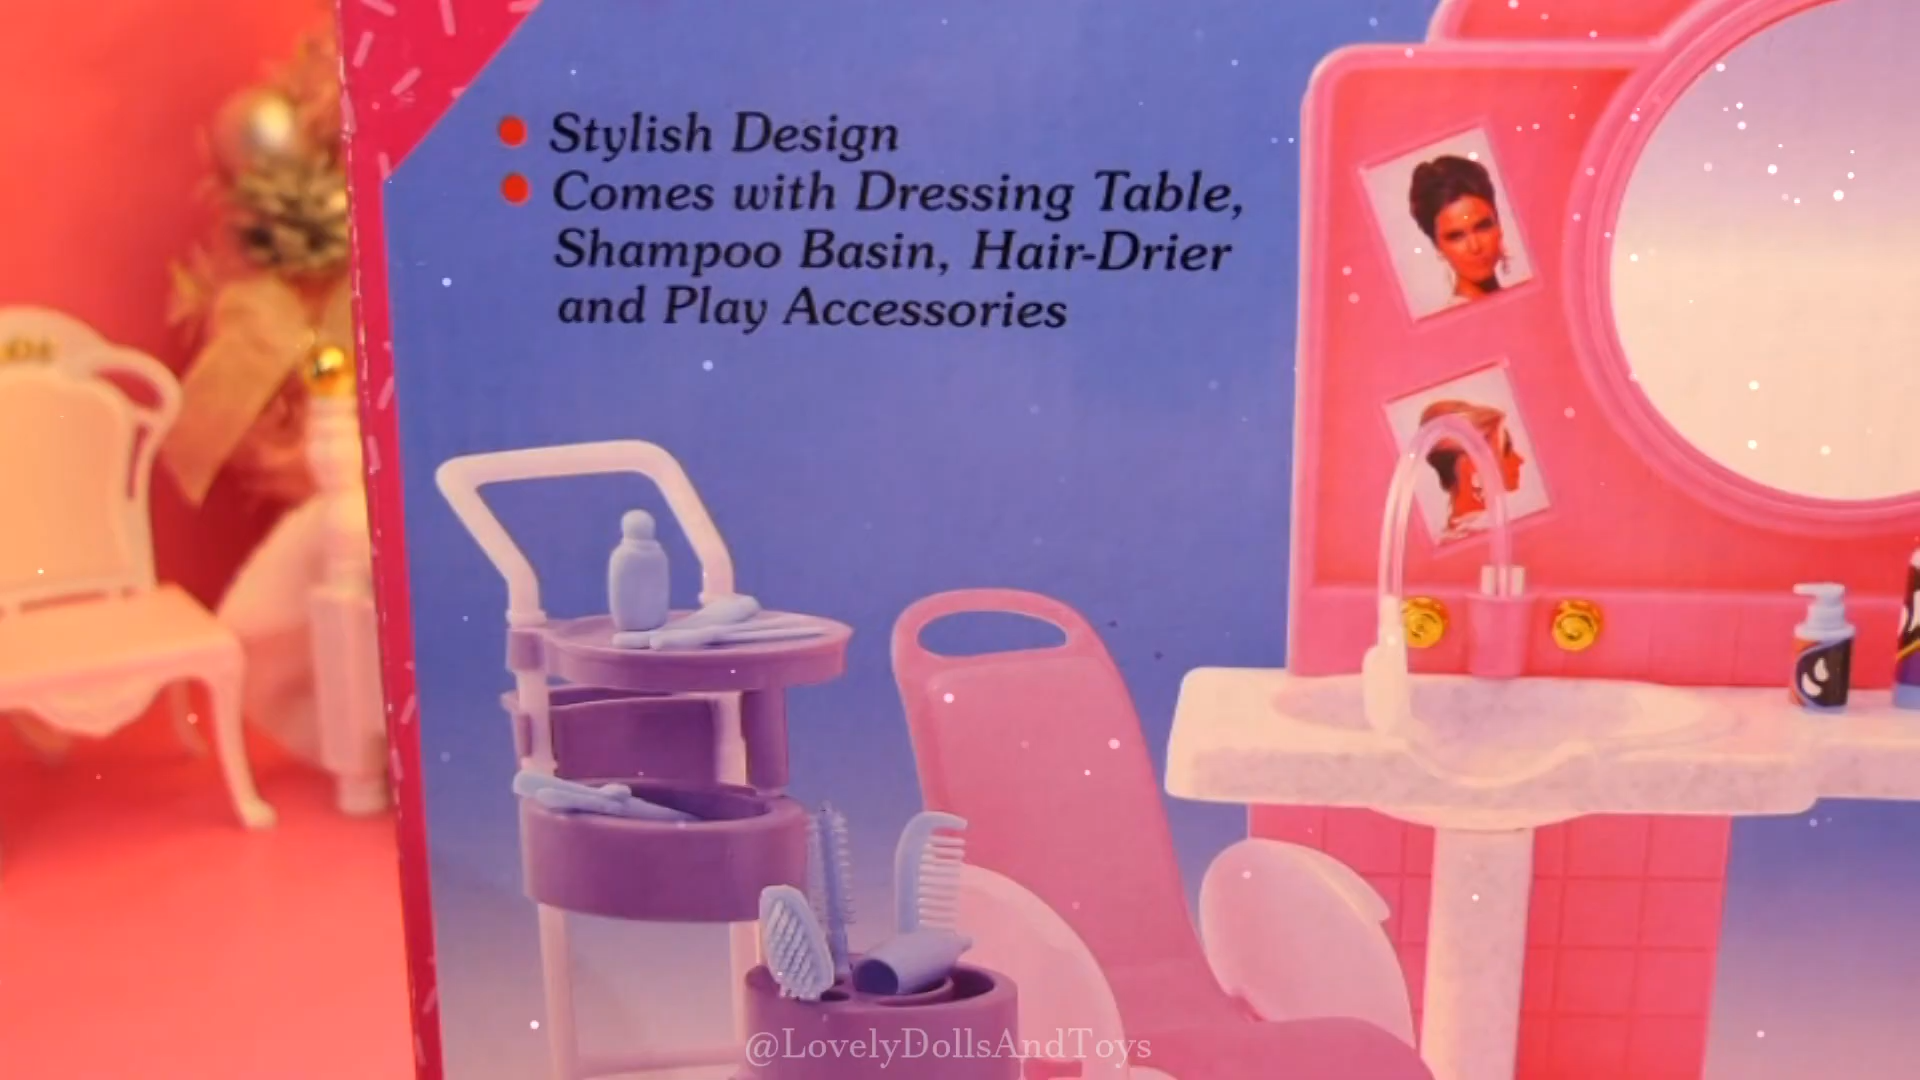 Stylish Design
Comes with Dressing Table,
Shampoo Basin, Hair-Drier
and Play Accessories
@LovelyDollsAndToys